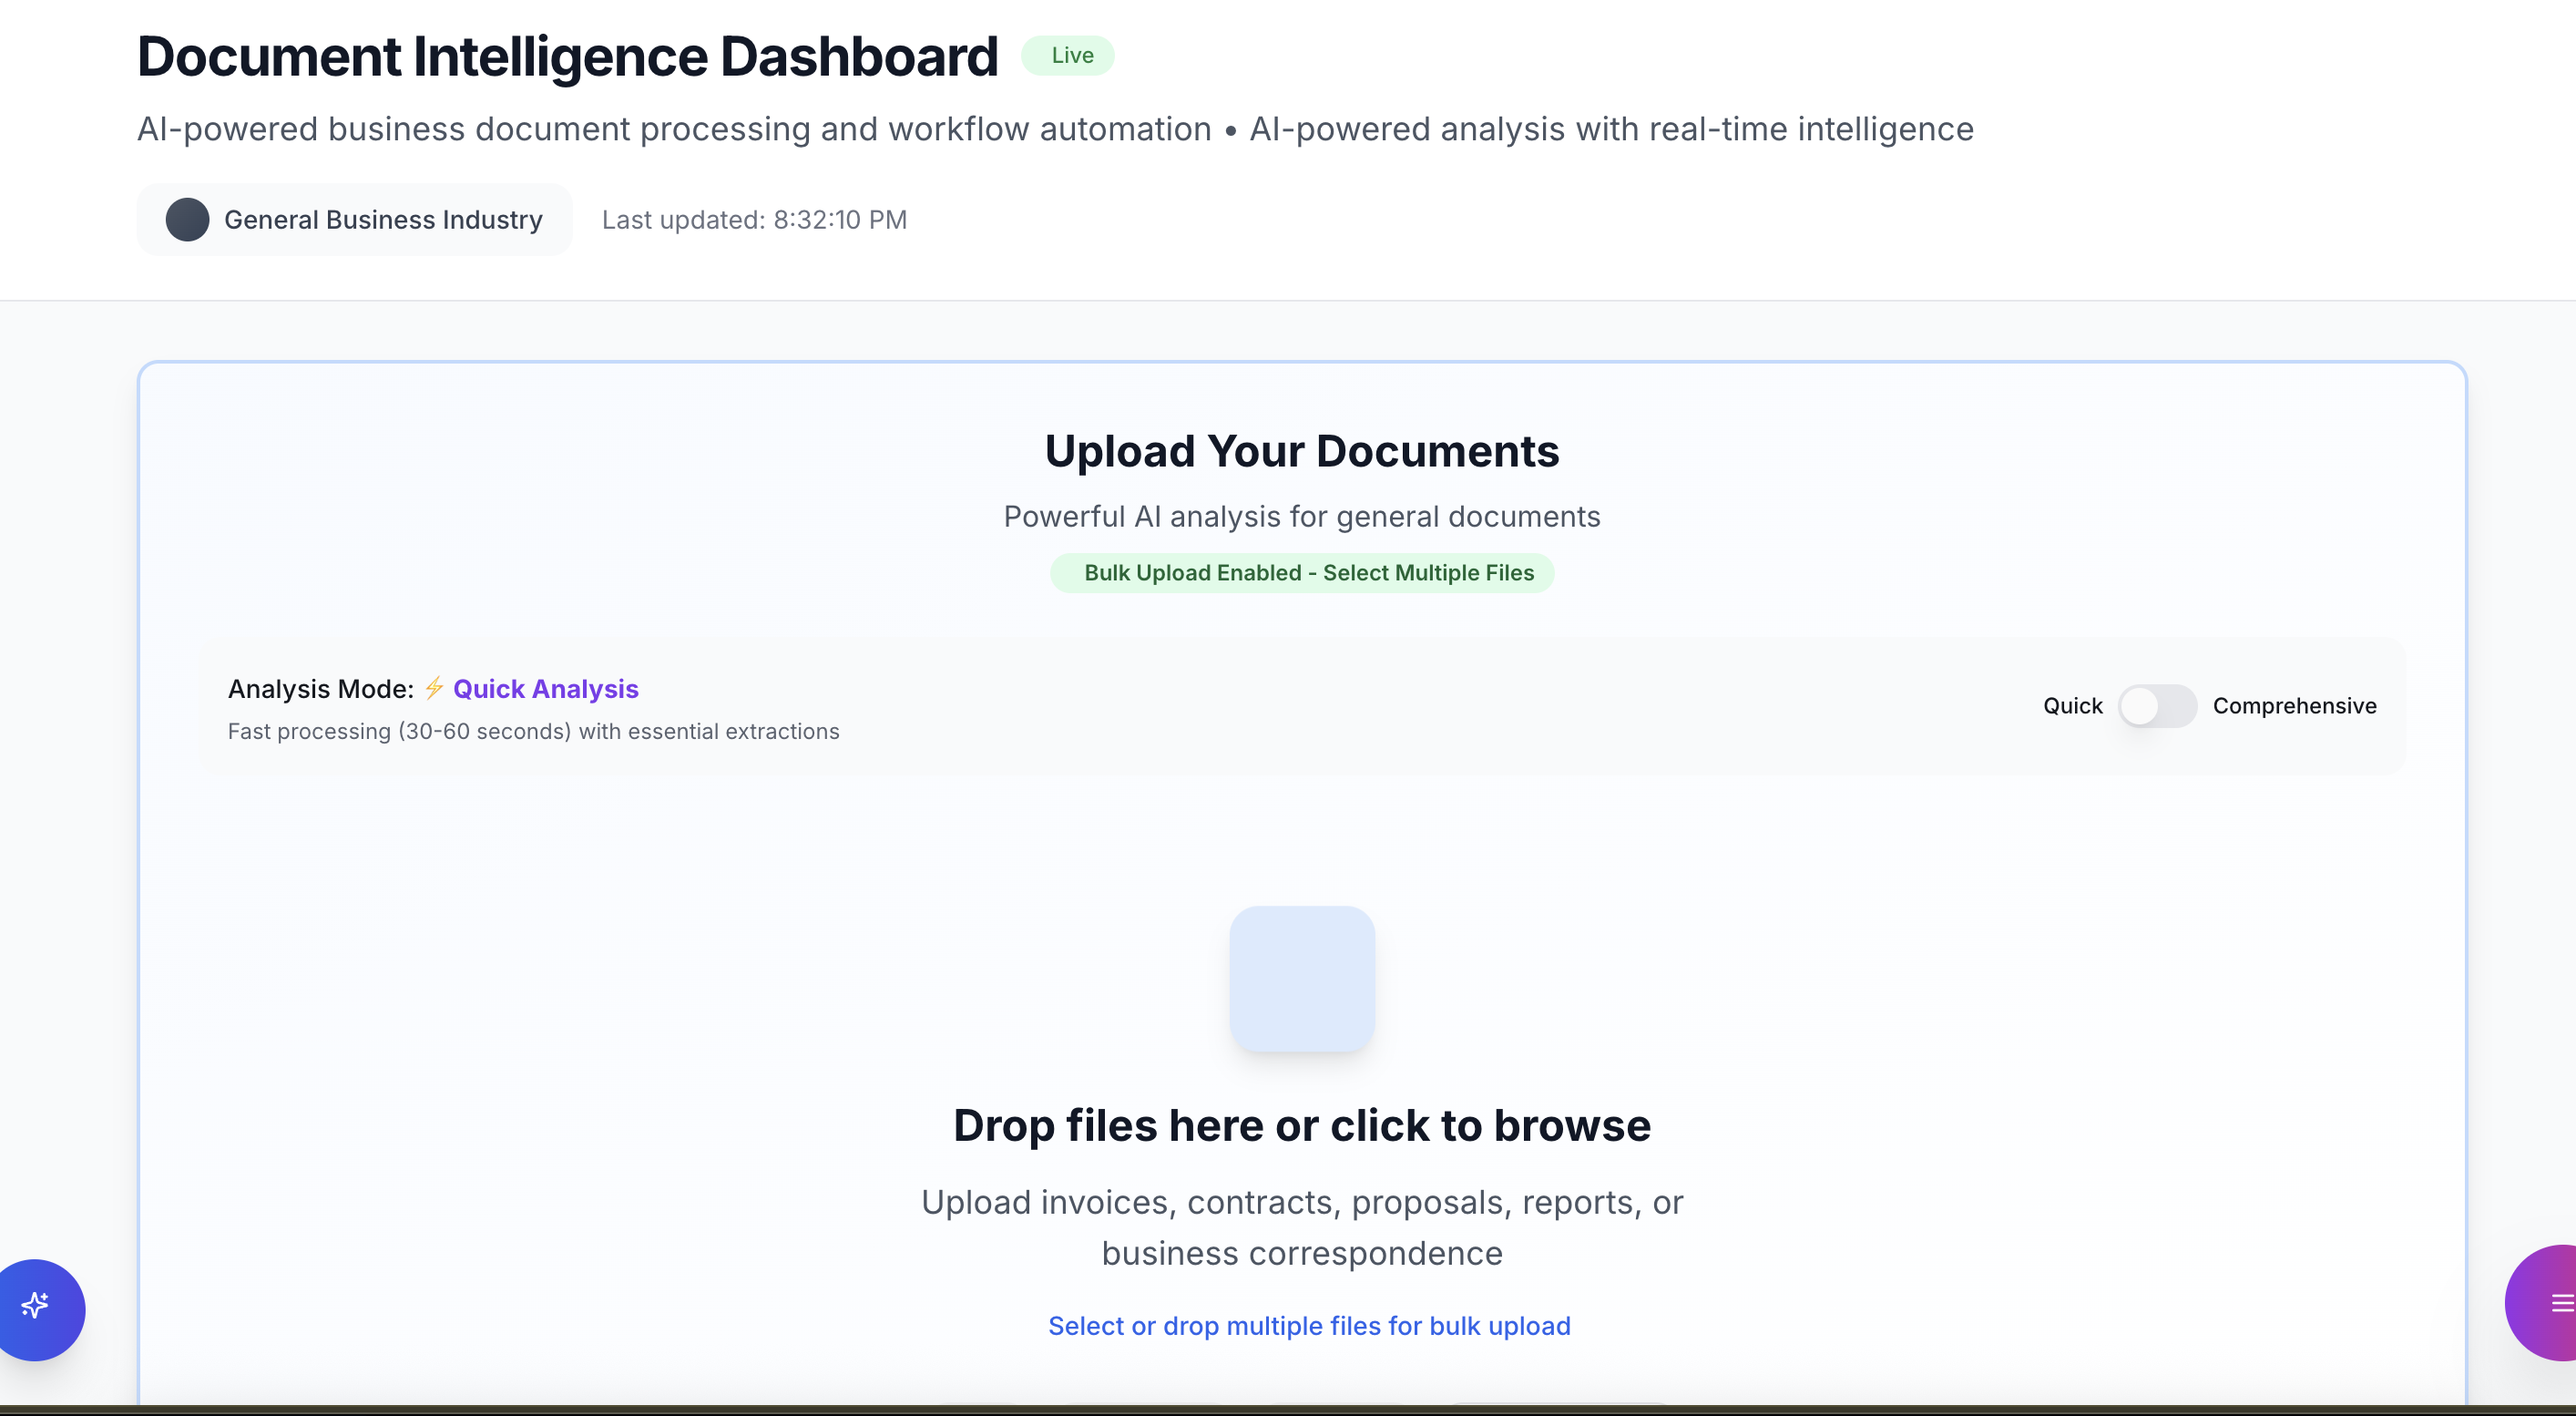 Document Intelligence Dashboard Live
AI-powered business document processing and workflow automation • AI-powered analysis with real-time intelligence
General Business Industry Last updated: 8:32:10 PM
Upload Your Documents
Powerful AI analysis for general documents
Bulk Upload Enabled - Select Multiple Files
Analysis Mode: ⚡ Quick Analysis
Fast processing (30-60 seconds) with essential extractions
Quick Comprehensive
Drop files here or click to browse
Upload invoices, contracts, proposals, reports, or
business correspondence
Select or drop multiple files for bulk upload